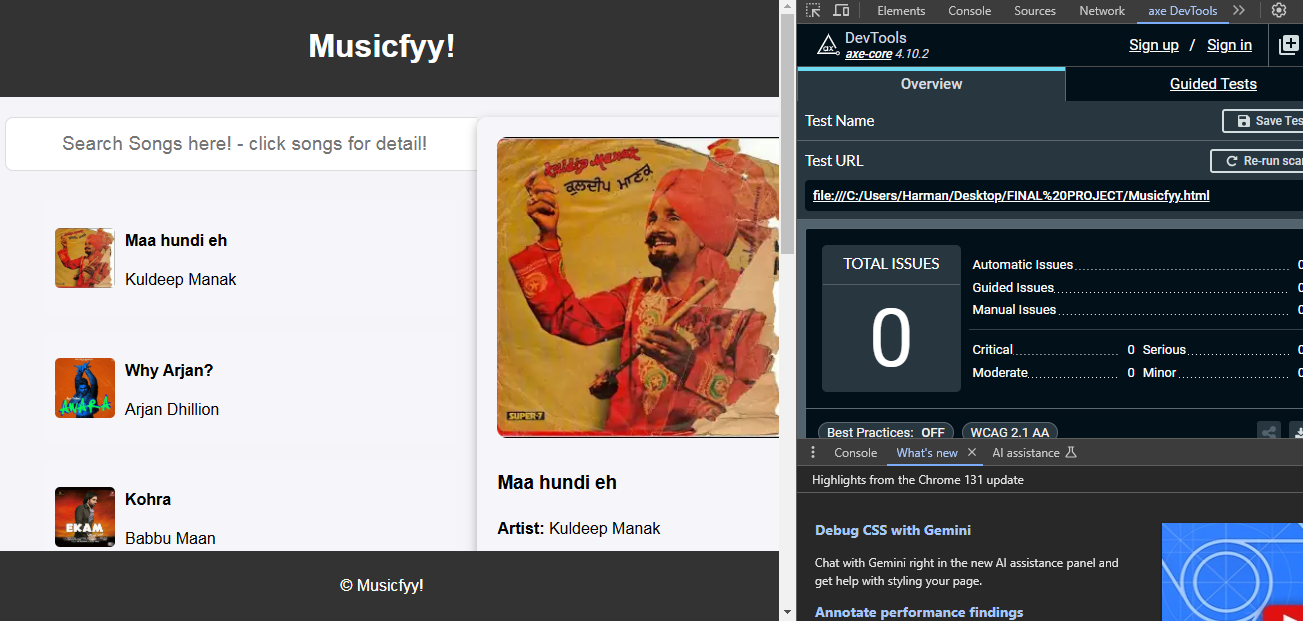 Musicfyy!
Search Songs here! - click songs for detail!
Maa hundi eh
Kuldeep Manak
Why Arjan?
Arjan Dhillion
AWARA
Kohra
Babbu Maan
EKAM
kuldip Manak
ਕੁਲਦੀਪ ਮਾਣਕ
SUPER-7
Maa hundi eh
Artist: Kuldeep Manak
© Musicfyy!
Elements Console Sources Network axe DevTools
ax DevTools
axe-core 4.10.2
Sign up / Sign in
Overview Guided Tests
Test Name
Save Tes
Test URL
Re-run scan
file:///C:/Users/Harman/Desktop/FINAL%20PROJECT/Musicfyy.html
TOTAL ISSUES
0
Automatic Issues 0
Guided Issues 0
Manual Issues 0
Critical 0 Serious 0
Moderate 0 Minor 0
Best Practices: OFF WCAG 2.1 AA
Console What's new AI assistance
Highlights from the Chrome 131 update
Debug CSS with Gemini
Chat with Gemini right in the new AI assistance panel and
get help with styling your page.
Annotate performance findings